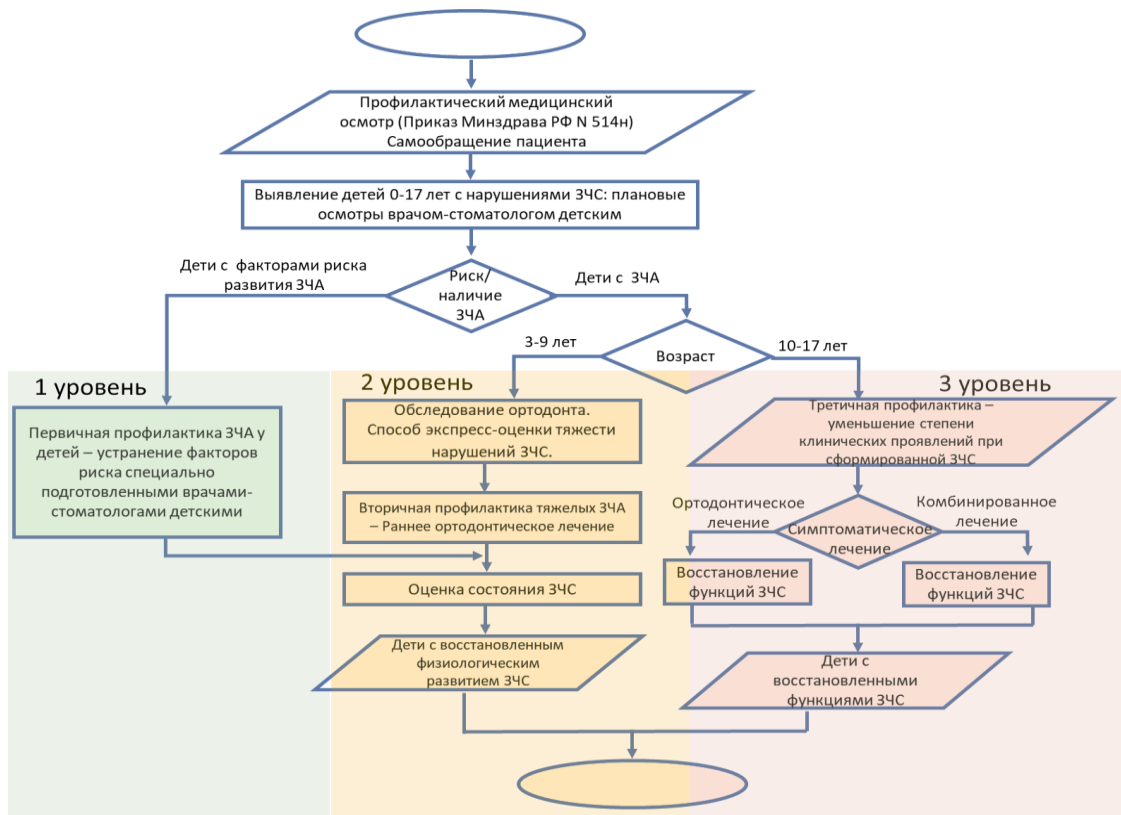 Профилактический медицинский
осмотр (Приказ Минздрава РФ N 514н)
Самообращение пациента
Выявление детей 0-17 лет с нарушениями ЗЧС: плановые
осмотры врачом-стоматологом детским
Дети с факторами риска
развития ЗЧА
Риск/
наличие
ЗЧА
Дети с ЗЧА
3-9 лет
Возраст
10-17 лет
1 уровень
Первичная профилактика ЗЧА у
детей – устранение факторов
риска специально
подготовленными врачами-
стоматологами детскими
2 уровень
Обследование ортодонта.
Способ экспресс-оценки тяжести
нарушений ЗЧС.
Вторичная профилактика тяжелых ЗЧА
– Раннее ортодонтическое лечение
Оценка состояния ЗЧС
Дети с восстановленным
физиологическим
развитием ЗЧС
3 уровень
Третичная профилактика –
уменьшение степени
клинических проявлений при
сформированной ЗЧС
Ортодонтическое
лечение
Симптоматическое
лечение
Комбинированное
лечение
Восстановление
функций ЗЧС
Восстановление
функций ЗЧС
Дети с
восстановленными
функциями ЗЧС